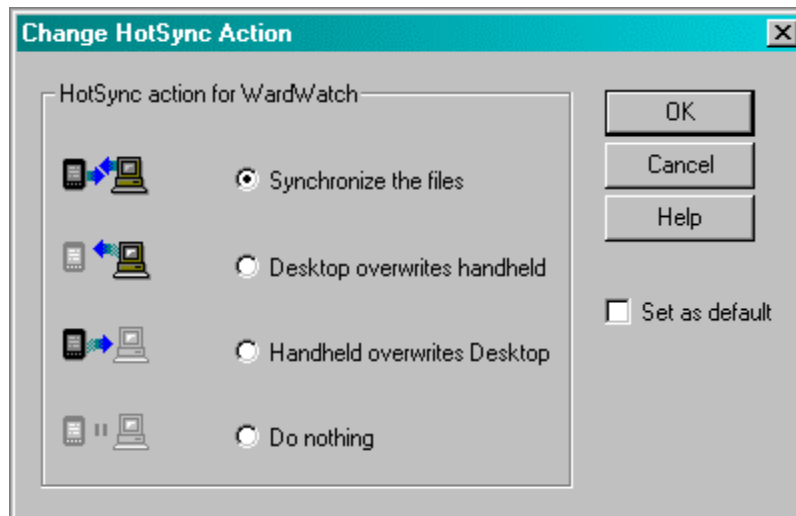 Change HotSync Action
HotSync action for WardWatch
Synchronize the files
Desktop overwrites handheld
Handheld overwrites Desktop
Do nothing
OK
Cancel
Help
Set as default